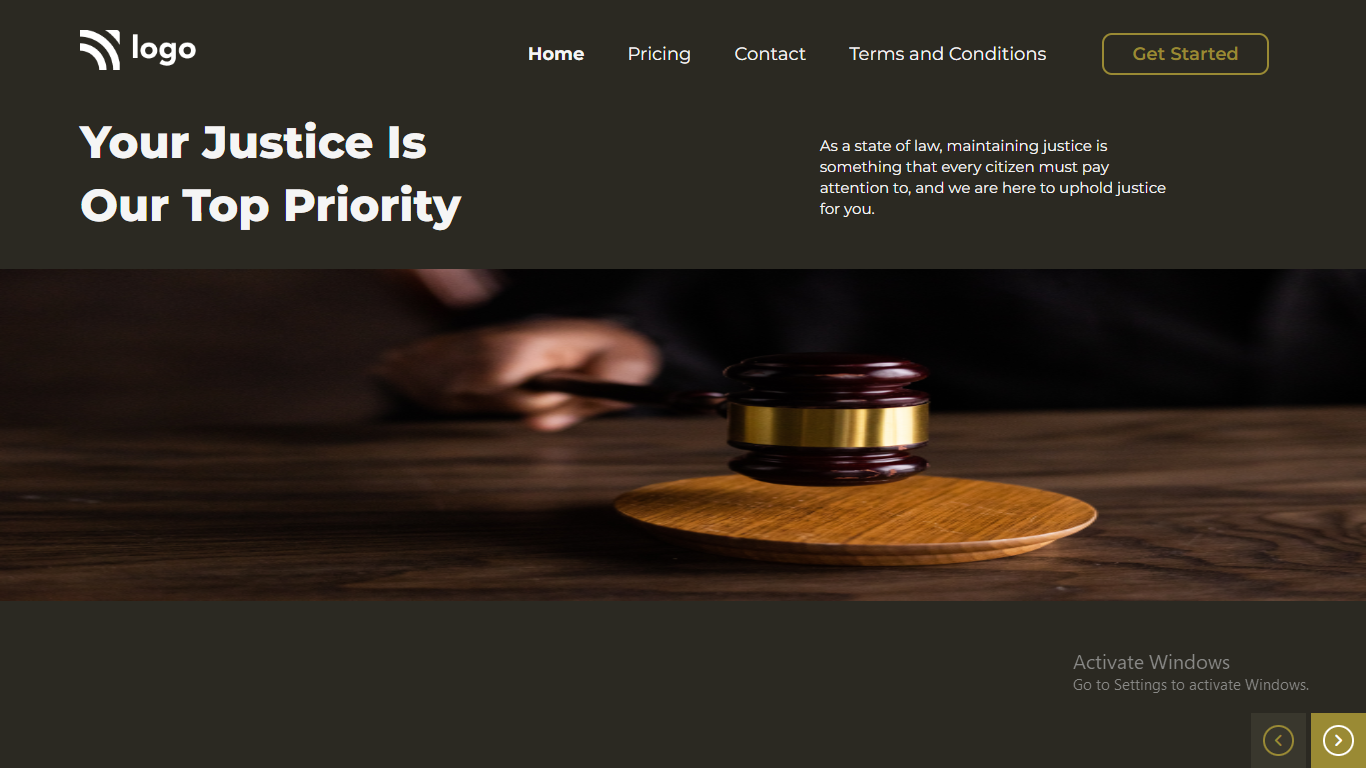 logo
Home
Pricing
Contact
Terms and Conditions
Get Started
Your Justice Is
Our Top Priority
As a state of law, maintaining justice is
something that every citizen must pay
attention to, and we are here to uphold justice
for you.
Activate Windows
Go to Settings to activate Windows.